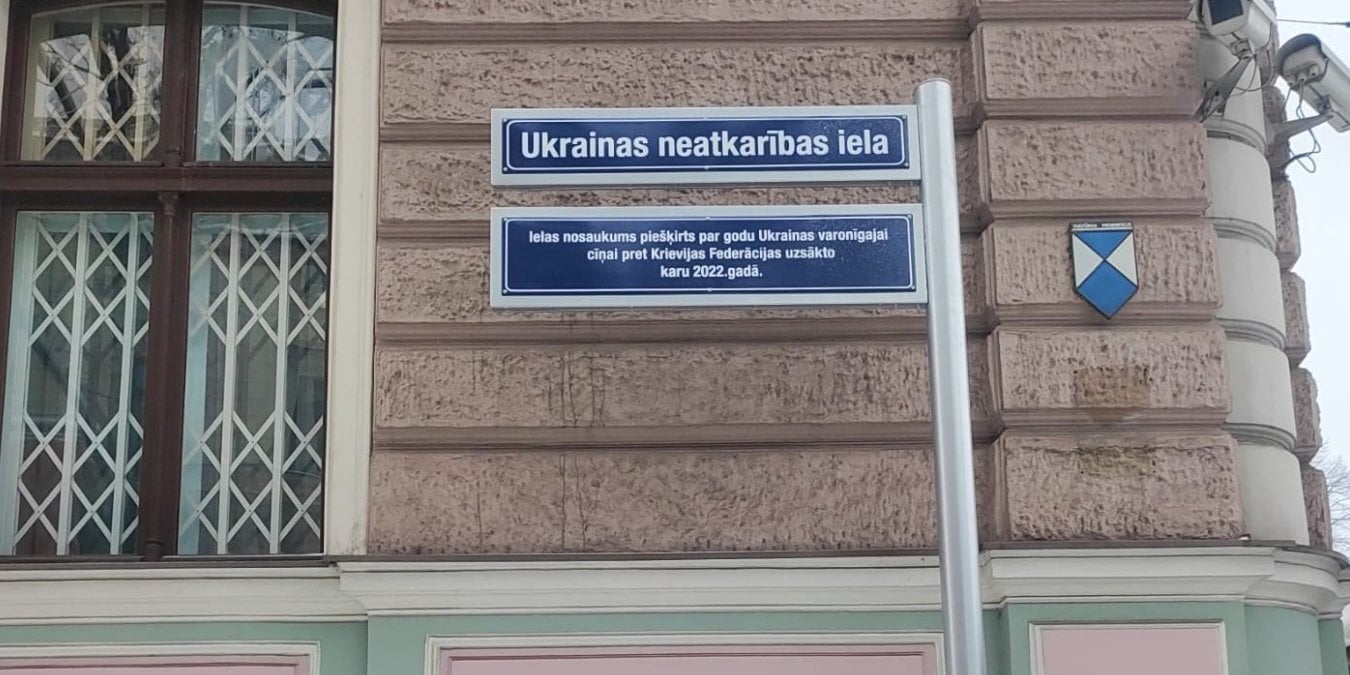 Ukrainas neatkarības iela
Ielas nosaukums piešķirts par godu Ukrainas varonīgajai
cīņai pret Krievijas Federācijas uzsākto
karu 2022.gadā.